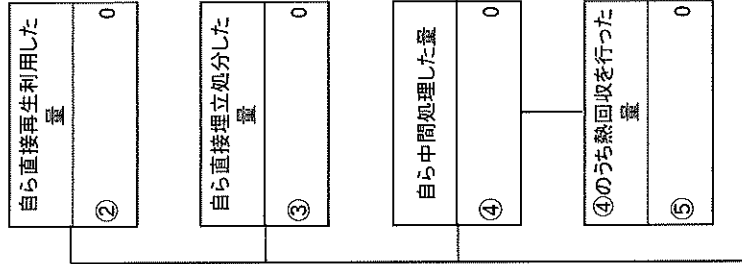 自ら直接再生利用した
量
② 0
自ら直接埋立処分した
量
③ 0
自ら中間処理した量
④ 0
④のうち熱回収を行った
量
⑤ 0